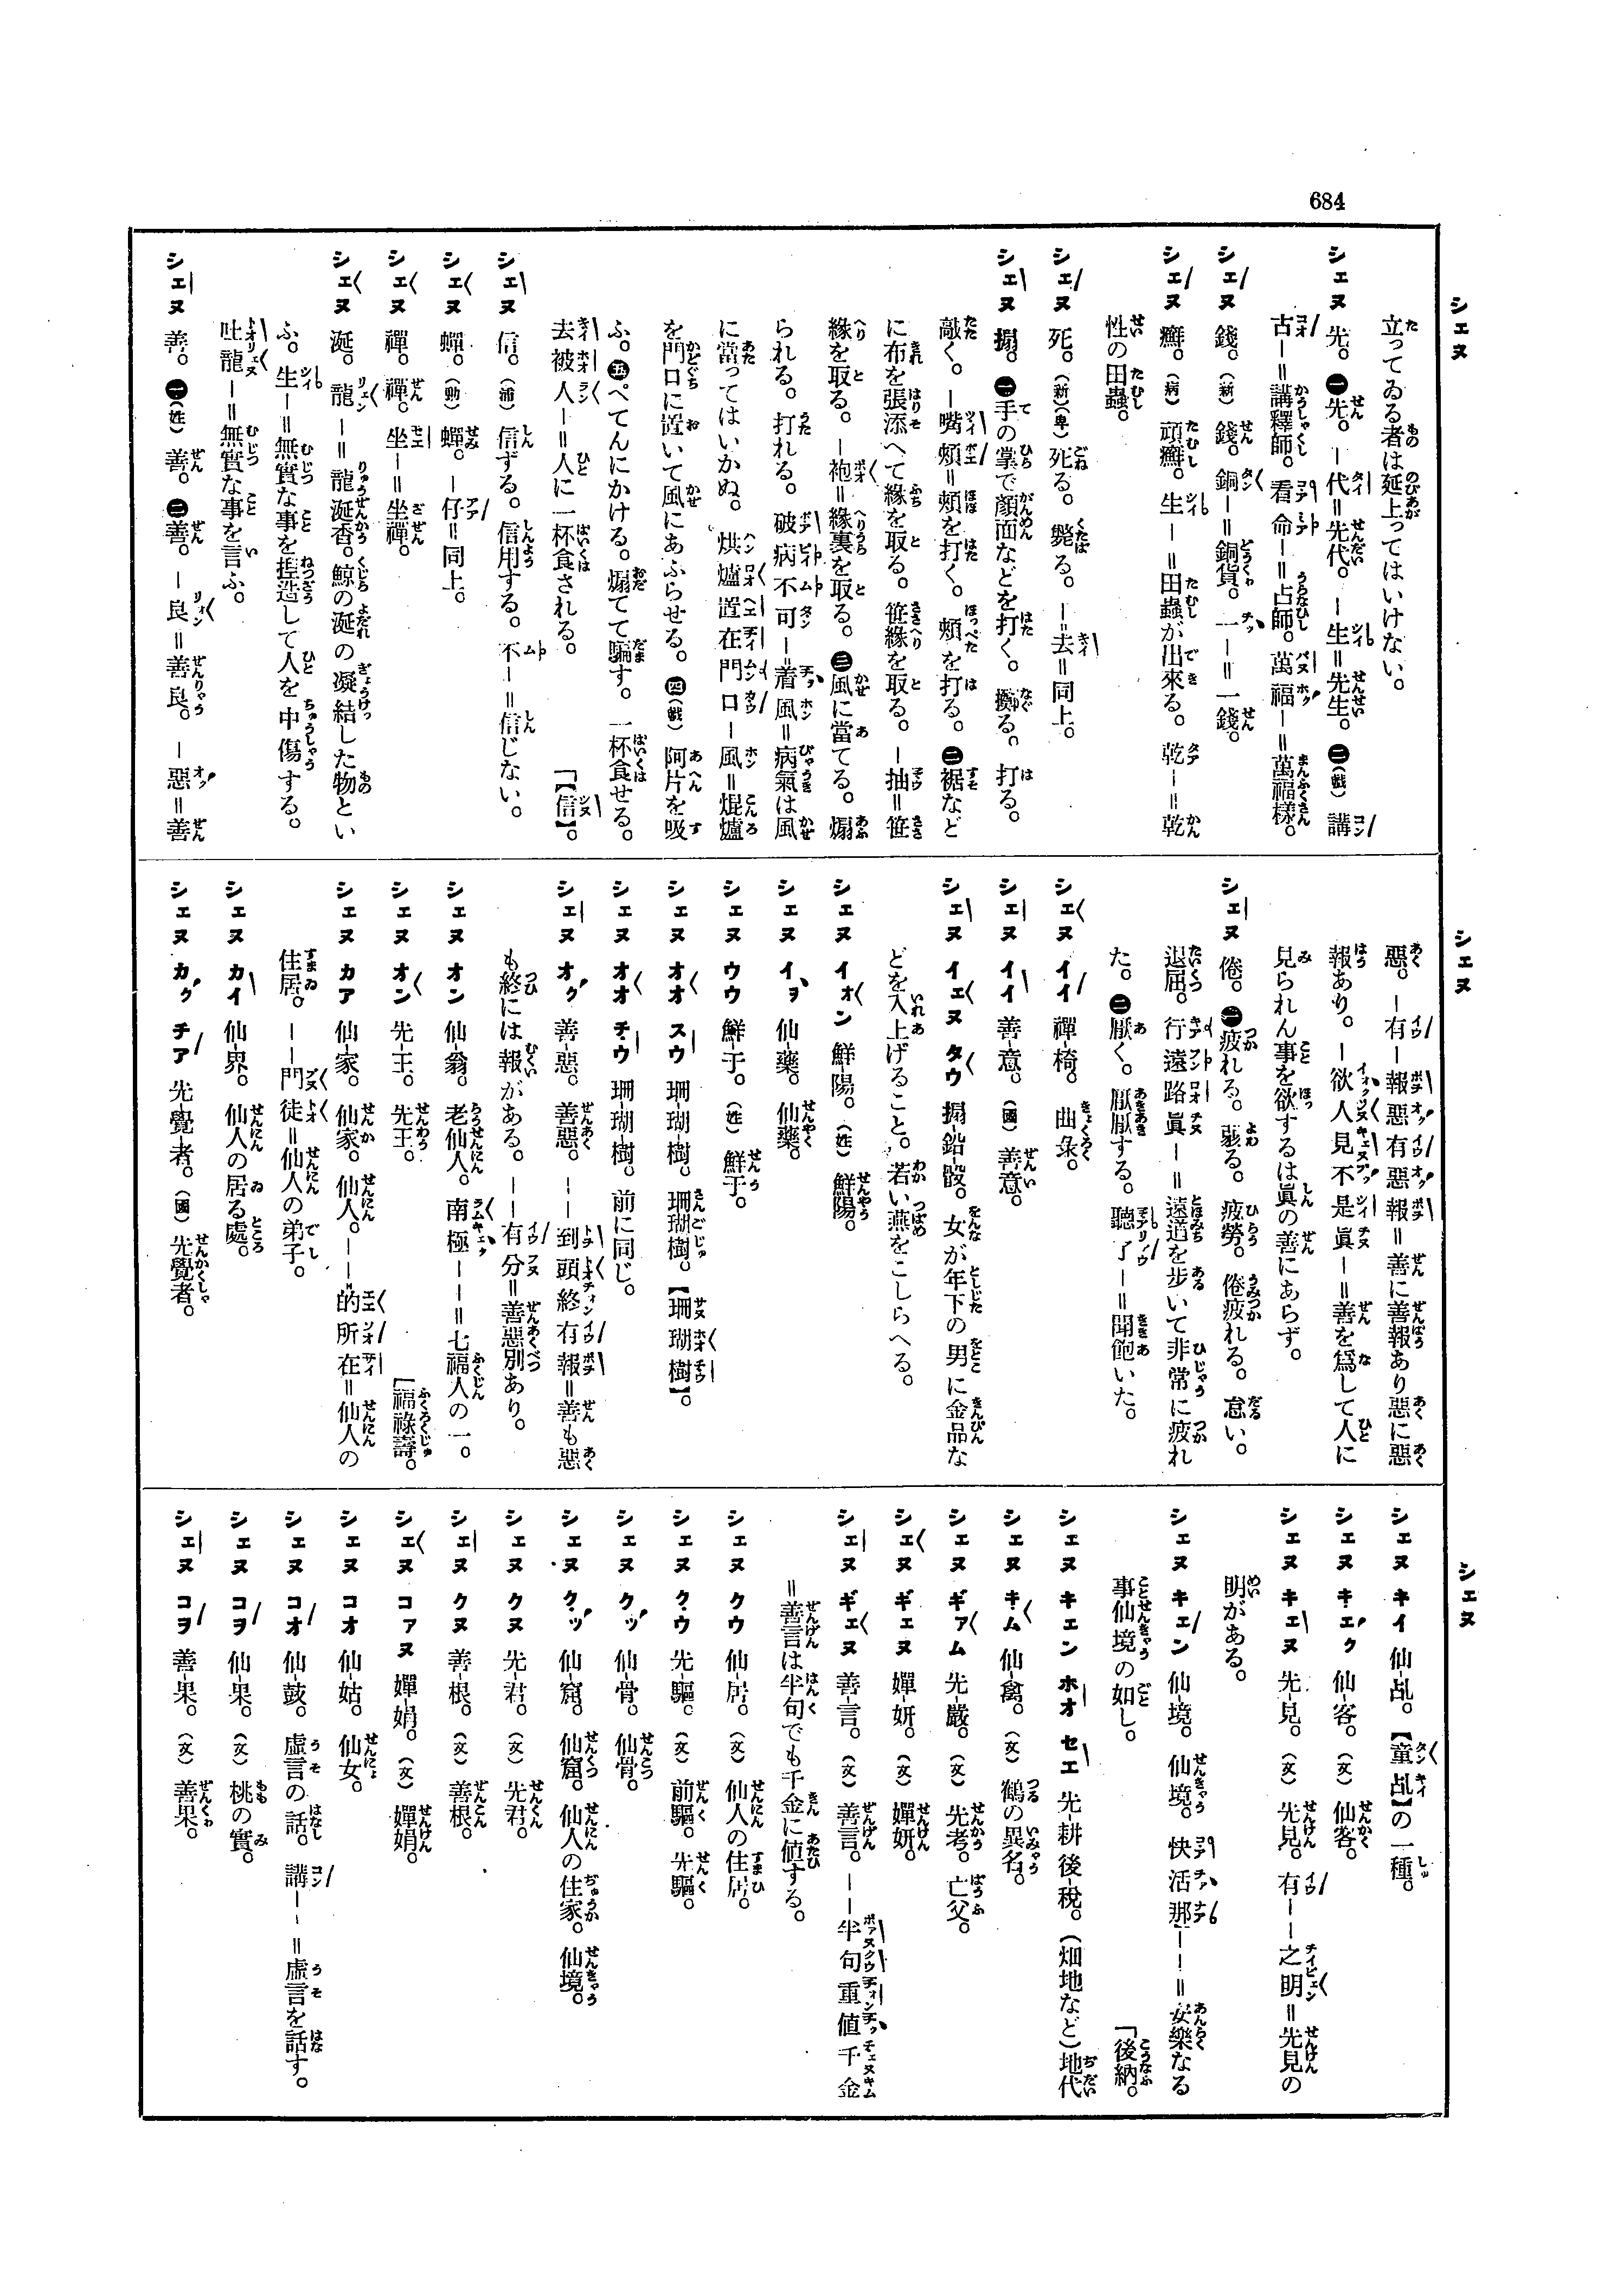 684
シェヌ
立ってゐる者は延上ってはいけない。
シェヌ 先。㊀先。－代＝先代。－生＝先生。㊁(戲) 講
古－＝講釋師。看命－＝占師。萬福－＝萬福樣。
シェヌ 錢。(新) 錢。銅－＝銅貨。一－＝一錢。
シェヌ 癬。(病) 頑癬。生－＝田蟲が出來る。乾－＝乾
性の田蟲。
シェヌ 死。(新)(卑) 死る。斃る。－去＝同上。
シェヌ 搧。㊀手の掌で顏面などを打く。擲る。打る。
敲く。－嘴頰＝頰を打く。頰を打る。㊁裾など
に布を張添へて緣を取る。笹緣を取る。－抽＝笹
緣を取る。－袍＝緣裏を取る。㊂風に當てる。煽
られる。打れる。破病不可－着風＝病氣は風
に當ってはいかぬ。烘爐置在門口－風＝焜爐
を門口に置いて風にあふらせる。㊃(戲) 阿片を吸
ふ。㊄ぺてんにかける。煽てて騙す。一杯食せる。
去被人－＝人に一杯食される。 「【信】。
シェヌ 信。(浦) 信ずる。信用する。不－＝信じない。
シェヌ 蟬。(動) 蟬。－仔＝同上。
シェヌ 禪。禪。坐－＝坐禪。
シェヌ 涎。龍－＝龍涎香。鯨の涎の凝結した物とい
ふ。生－＝無實な事を揑造して人を中傷する。
吐龍－＝無實な事を言ふ。
シェヌ 善。㊀(姓) 善。㊁善。－良＝善良。－惡＝善
シェヌ
惡。－有－報惡有惡報＝善に善報あり惡に惡
報あり。－欲人見不是眞－＝善を爲して人に
見られん事を欲するは眞の善にあらず。
シェヌ 倦。㊀疲れる。羸る。疲勞。倦疲れる。怠い。
退屈。行遠路眞－＝遠道を步いて非常に疲れ
た。㊁厭く。厭厭する。聽了－＝聞飽いた。
シェヌ イイ 禪-椅。曲彔。
シェヌ イイ 善-意。(國) 善意。
シェヌ イェヌ タウ 搧-鉛-骰。女が年下の男に金品な
どを入上げること。若い燕をこしらへる。
シェヌ イォン 鮮-陽。(姓) 鮮陽。
シェヌ イヲ 仙-藥。仙藥。
シェヌ ウウ 鮮-于。(姓) 鮮于。
シェヌ オオ スウ 珊-瑚-樹。珊瑚樹。【珊瑚樹】。
シェヌ オオ チウ 珊-瑚-樹。前に同じ。
シェヌ オク 善-惡。善惡。－－到頭終有報＝善も惡
も終には報がある。－－有分＝善惡別あり。
シェヌ オン 仙-翁。老仙人。南極－－＝七福人の一。
シェヌ オン 先-王。先王。 「福祿壽。
シェヌ カア 仙-家。仙家。仙人。－－的所在＝仙人の
住居。－－門徒＝仙人の弟子。
シェヌ カイ 仙-界。仙人の居る處。
シェヌ カク チア 先-覺-者。(國) 先覺者。
シェヌ
シェヌ キイ 仙-乩。【童乩】の一種。
シェヌ キェク 仙-客。(文) 仙客。
シェヌ キェヌ 先-見。(文) 先見。有－－之明＝先見の
明がある。
シェヌ キェン 仙-境。仙境。快活那－－＝安樂なる
事仙境の如し。 「後納。
シェヌ キェン ホオ セエ 先-耕後-稅。(畑地など)地代
シェヌ キム 仙-禽。(文) 鶴の異名。
シェヌ ギァム 先-嚴。(文) 先考。亡父。
シェヌ ギェヌ 嬋-妍。(文) 嬋妍。
シェヌ ギェヌ 善-言。(文) 善言。－－半句重値千金
＝善言は半句でも千金に値する。
シェヌ クウ 仙-居。(文) 仙人の住居。
シェヌ クウ 先-驅。(文) 前驅。先驅。
シェヌ クッ 仙-骨。仙骨。
シェヌ クッ 仙-窟。仙窟。仙人の住家。仙境。
シェヌ クヌ 先-君。(文) 先君。
シェヌ クヌ 善-根。(文) 善根。
シェヌ コァヌ 嬋-娟。(文) 嬋娟。
シェヌ コオ 仙-姑。仙女。
シェヌ コオ 仙-鼓。虛言の話。講－－＝虛言を話す。
シェヌ コヲ 仙-果。(文) 桃の實。
シェヌ コヲ 善-果。(文) 善果。